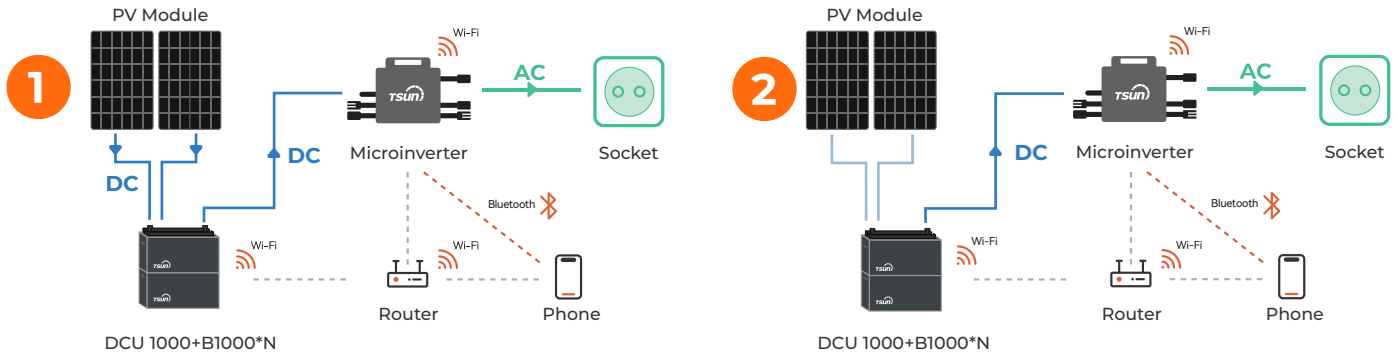 1
PV Module
Wi-Fi
TSUN
AC
DC
DC
Microinverter
Socket
Bluetooth
Wi-Fi
Wi-Fi
TSUN
TSUN
Router
Phone
DCU 1000+B1000*N
2
PV Module
Wi-Fi
TSUN
AC
DC
Microinverter
Socket
Bluetooth
Wi-Fi
Wi-Fi
TSUN
TSUN
Router
Phone
DCU 1000+B1000*N